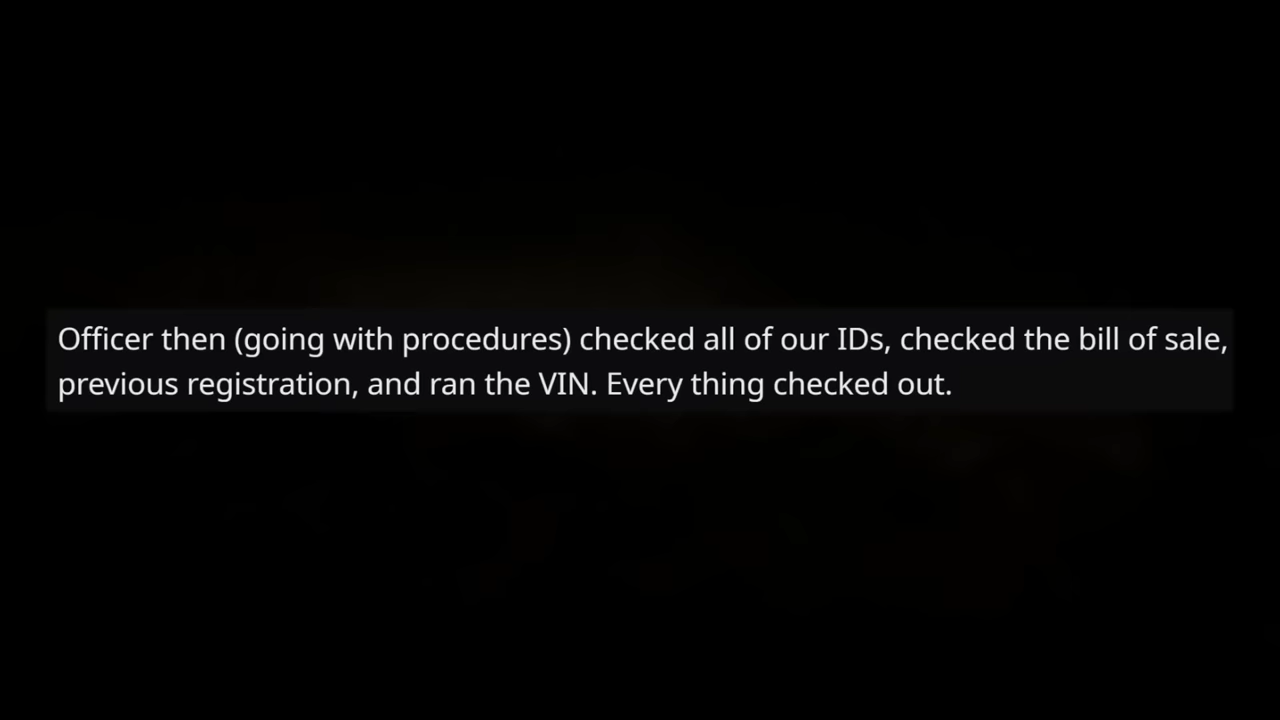 Officer then (going with procedures) checked all of our IDs, checked the bill of sale,
previous registration, and ran the VIN. Every thing checked out.